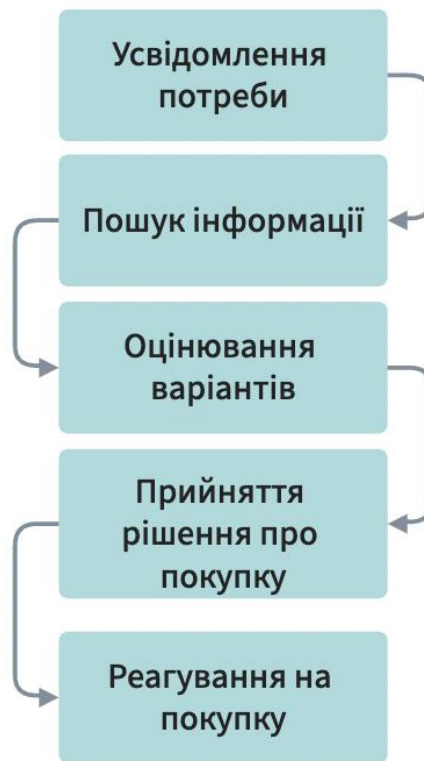 Усвідомлення
потреби
Пошук інформації
Оцінювання
варіантів
Прийняття
рішення про
покупку
Реагування на
покупку